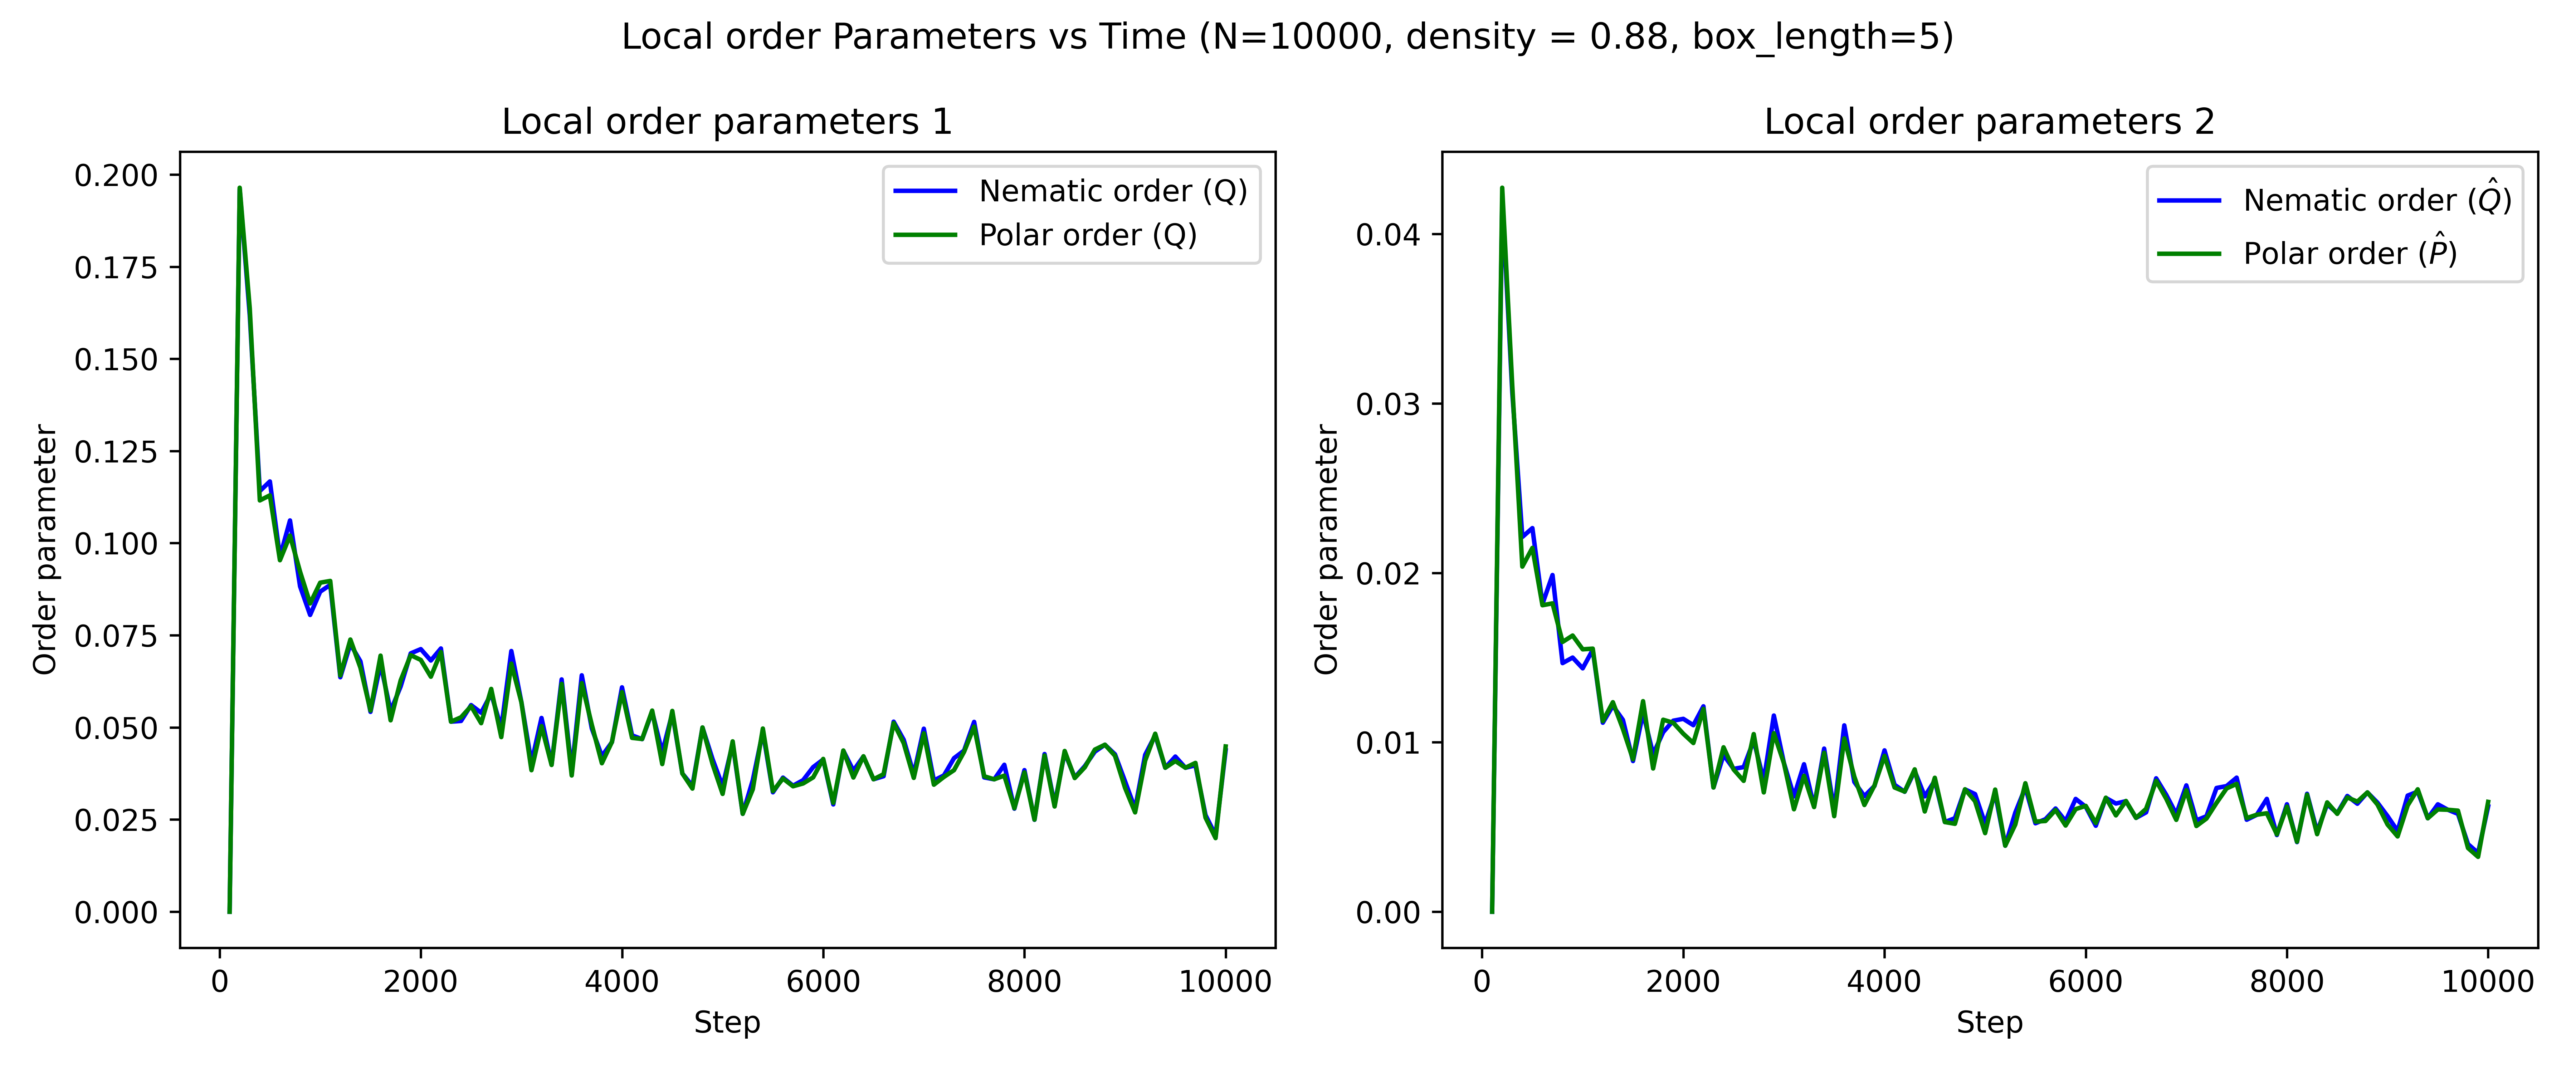 Local order Parameters vs Time (N=10000, density = 0.88, box_length=5)
Local order parameters 1
Nematic order (Q)
Polar order (Q)
0.200
0.175
0.150
0.125
0.100
0.075
0.050
0.025
0.000
Order parameter
0 2000 4000 6000 8000 10000
Step
Local order parameters 2
Nematic order (Q̂)
Polar order (P̂)
0.04
0.03
0.02
0.01
0.00
Order parameter
0 2000 4000 6000 8000 10000
Step